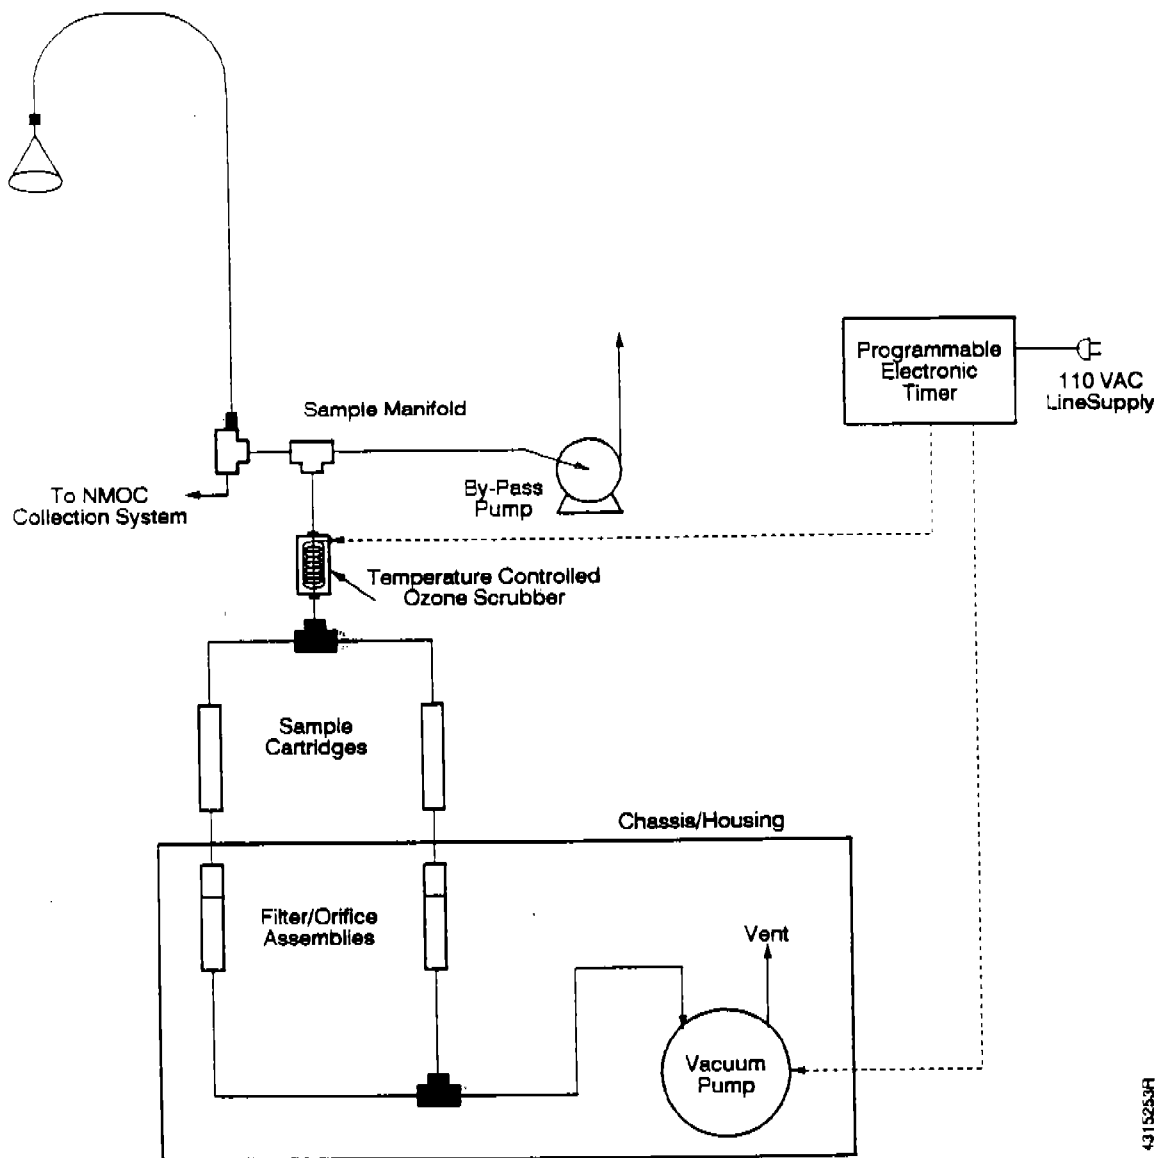 Programmable
Electronic
Timer
110 VAC
LineSupply
Sample Manifold
By-Pass
Pump
To NMOC
Collection System
Temperature Controlled
Ozone Scrubber
Sample
Cartridges
Chassis/Housing
Filter/Orifice
Assemblies
Vent
Vacuum
Pump
4315253R